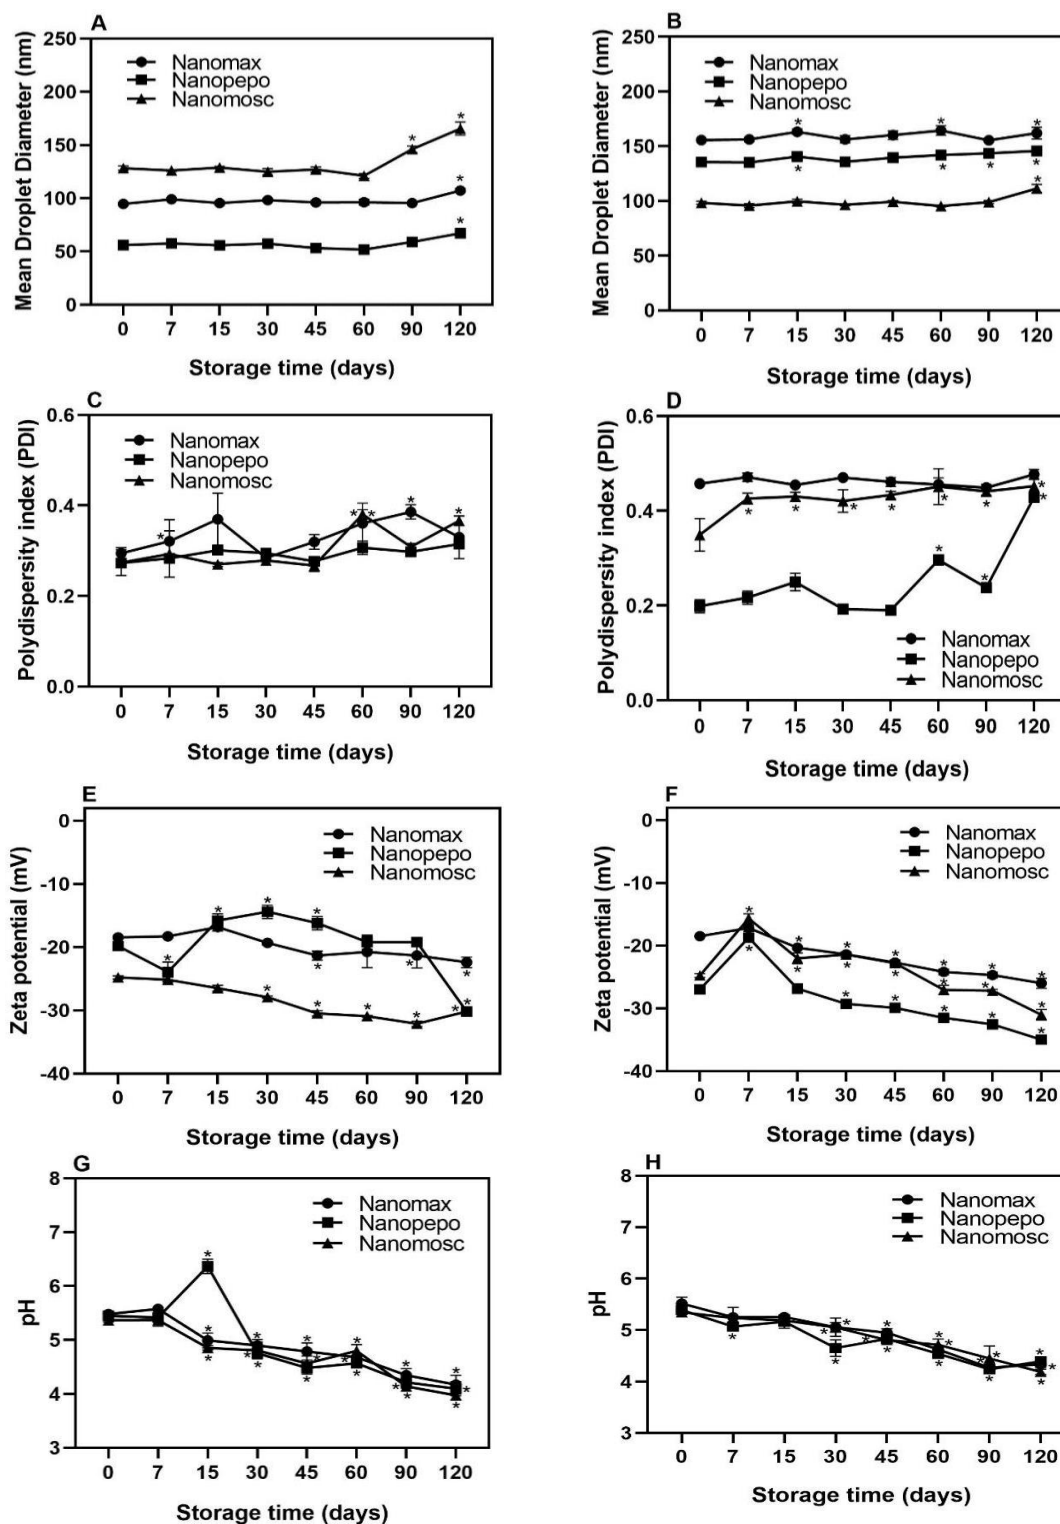 A
Mean Droplet Diameter (nm)
250
200
150
100
50
0
Nanomax
Nanopepo
Nanomosc
* *
*
*
0 7 15 30 45 60 90 120
Storage time (days)
B
Mean Droplet Diameter (nm)
250
200
150
100
50
0
Nanomax
Nanopepo
Nanomosc
* * *
* * * *
*
0 7 15 30 45 60 90 120
Storage time (days)
C
Polydispersity index (PDI)
0.6
0.4
0.2
0.0
Nanomax
Nanopepo
Nanomosc
* * * * *
0 7 15 30 45 60 90 120
Storage time (days)
D
Polydispersity index (PDI)
0.6
0.4
0.2
0.0
* * * * * * *
* * *
Nanomax
Nanopepo
Nanomosc
0 7 15 30 45 60 90 120
Storage time (days)
E
Zeta potential (mV)
0
-10
-20
-30
-40
Nanomax
Nanopepo
Nanomosc
* * * *
* * *
* * * * *
0 7 15 30 45 60 90 120
Storage time (days)
F
Zeta potential (mV)
0
-10
-20
-30
-40
Nanomax
Nanopepo
Nanomosc
* * * * * * *
* * * * * * *
* * * * *
0 7 15 30 45 60 90 120
Storage time (days)
G
pH
8
7
6
5
4
3
Nanomax
Nanopepo
Nanomosc
*
* * * * * *
* * * * * * * * *
0 7 15 30 45 60 90 120
Storage time (days)
H
pH
8
7
6
5
4
3
Nanomax
Nanopepo
Nanomosc
* * * * * *
* * * * * * * * * *
0 7 15 30 45 60 90 120
Storage time (days)